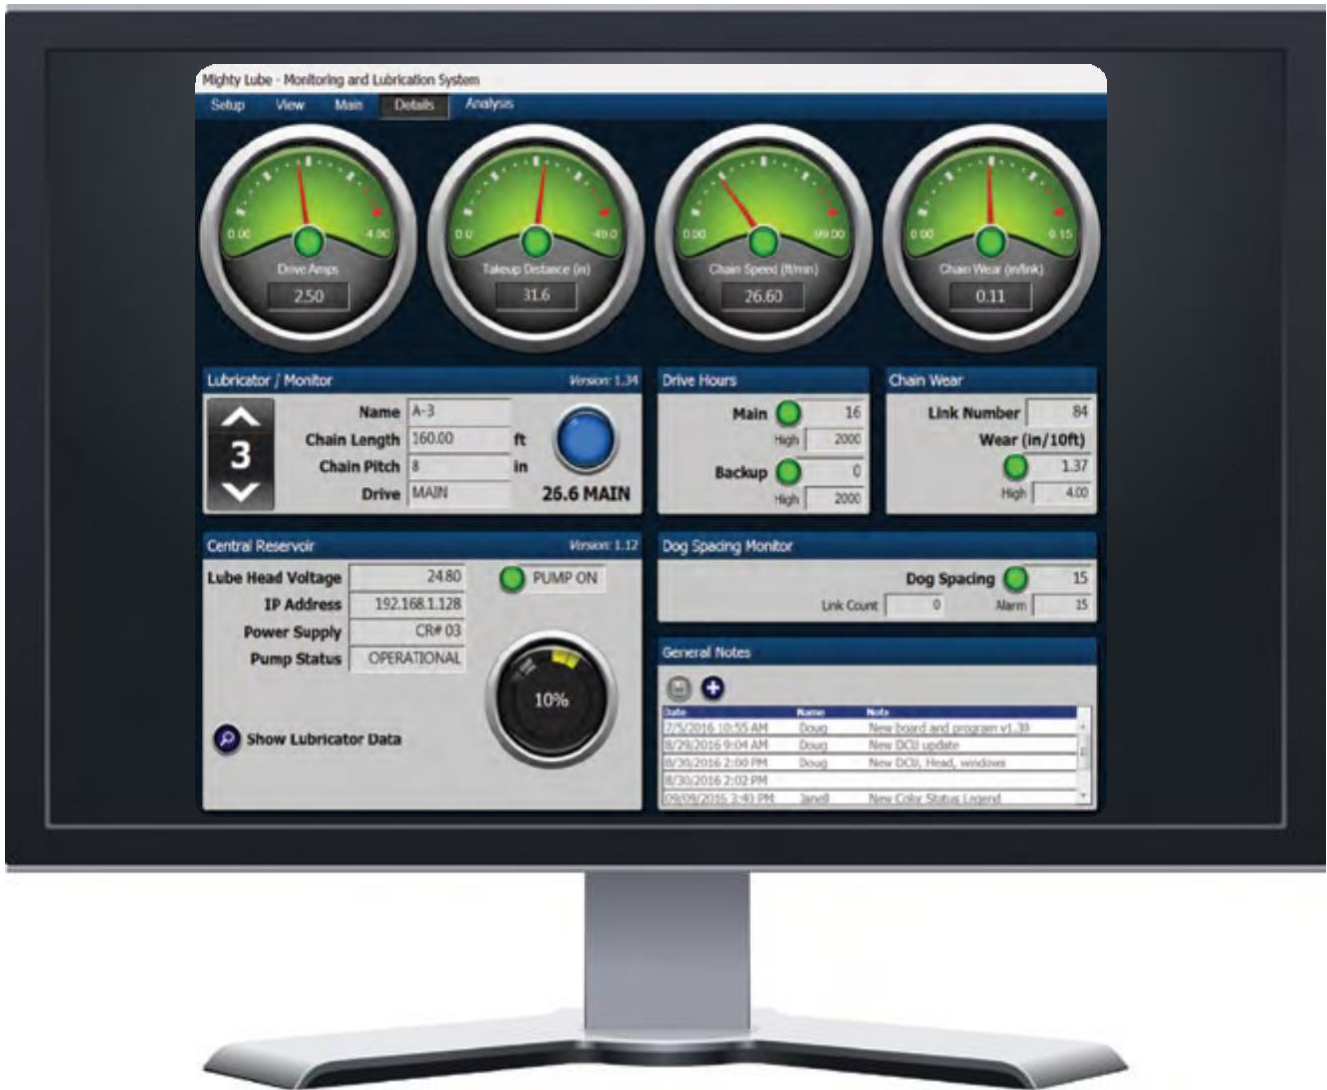 Mighty Lube - Monitoring and Lubrication System
Setup View Main Details Analysis
0.00 4.00
Drive Amps
2.50
0.0 49.0
Takeup Distance (in)
31.6
0.00 99.00
Chain Speed (ft/min)
26.60
0.00 0.15
Chain Wear (in/link)
0.11
Lubricator / Monitor Version: 1.34
3
Name A-3
Chain Length 160.00 ft
Chain Pitch 8 in
Drive MAIN
26.6 MAIN
Drive Hours
Main 16
High 2000
Backup 0
High 2000
Chain Wear
Link Number 84
Wear (in/10ft)
1.37
High 4.00
Central Reservoir Version: 1.12
Lube Head Voltage 24.80
PUMP ON
IP Address 192.168.1.128
Power Supply CR# 03
Pump Status OPERATIONAL
10%
Show Lubricator Data
Dog Spacing Monitor
Dog Spacing 15
Link Count 0 Alarm 15
General Notes
Date Name Note
7/5/2016 10:55 AM Doug New board and program v1.30
8/29/2016 9:04 AM Doug New DCU update
8/30/2016 2:00 PM Doug New DCU, Head, windows
8/30/2016 2:02 PM
09/09/2016 3:40 PM Janell New Color Status Legend